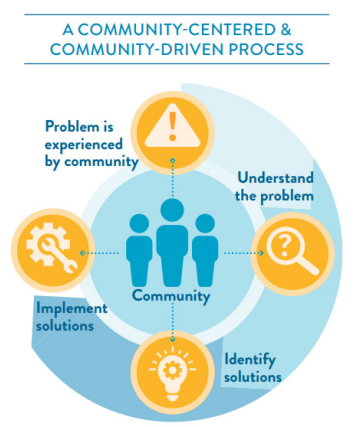 A COMMUNITY-CENTERED &
COMMUNITY-DRIVEN PROCESS
Problem is
experienced
by community
Understand
the problem
Community
Implement
solutions
Identify
solutions